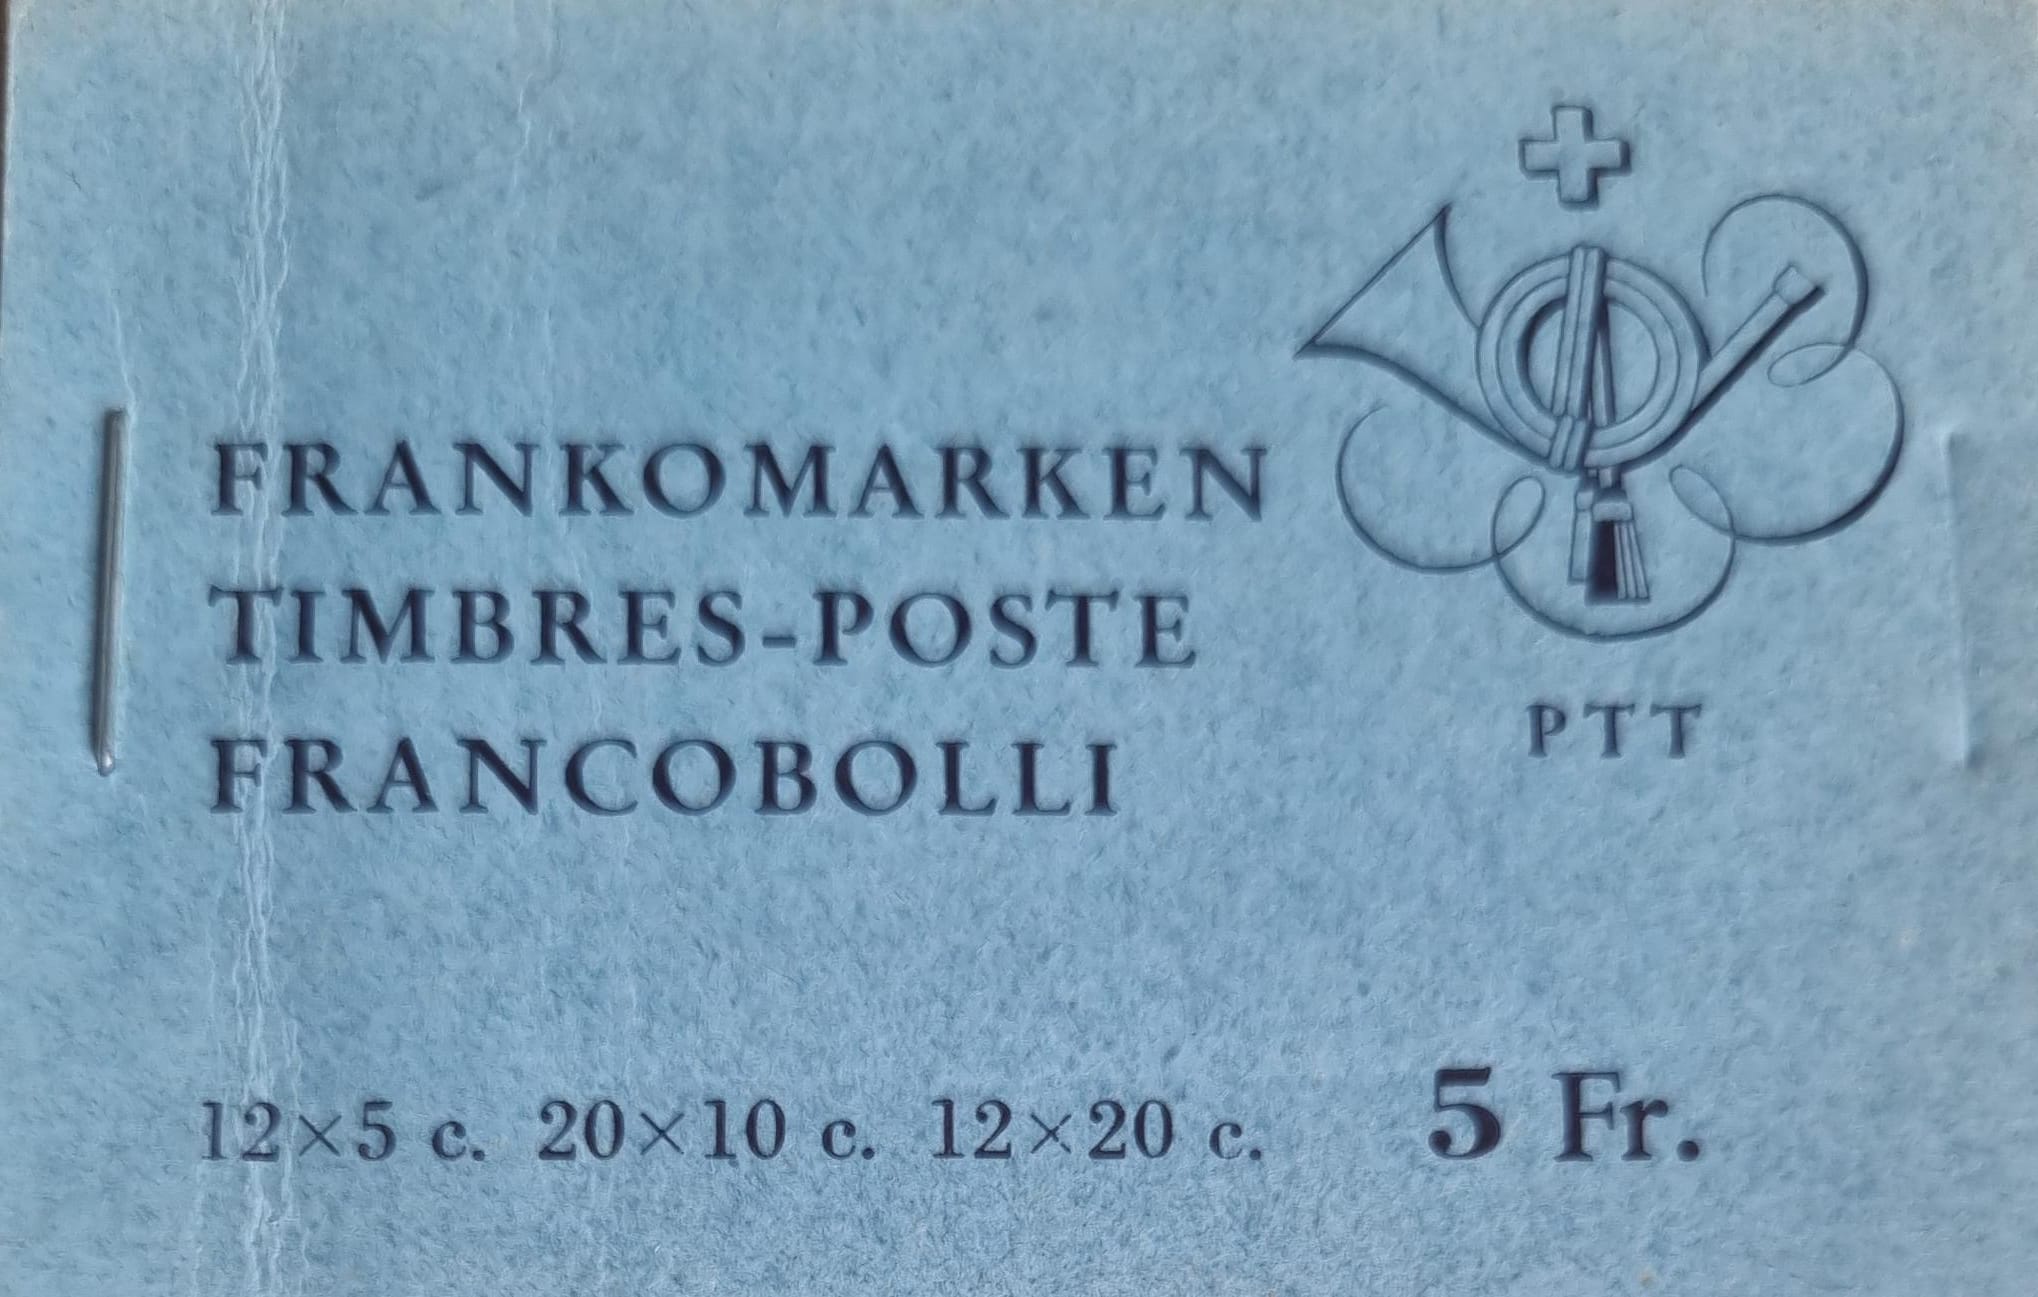 FRANKOMARKEN
TIMBRES-POSTE
FRANCOBOLLI
PTT
12×5 c. 20×10 c. 12×20 c. 5 Fr.